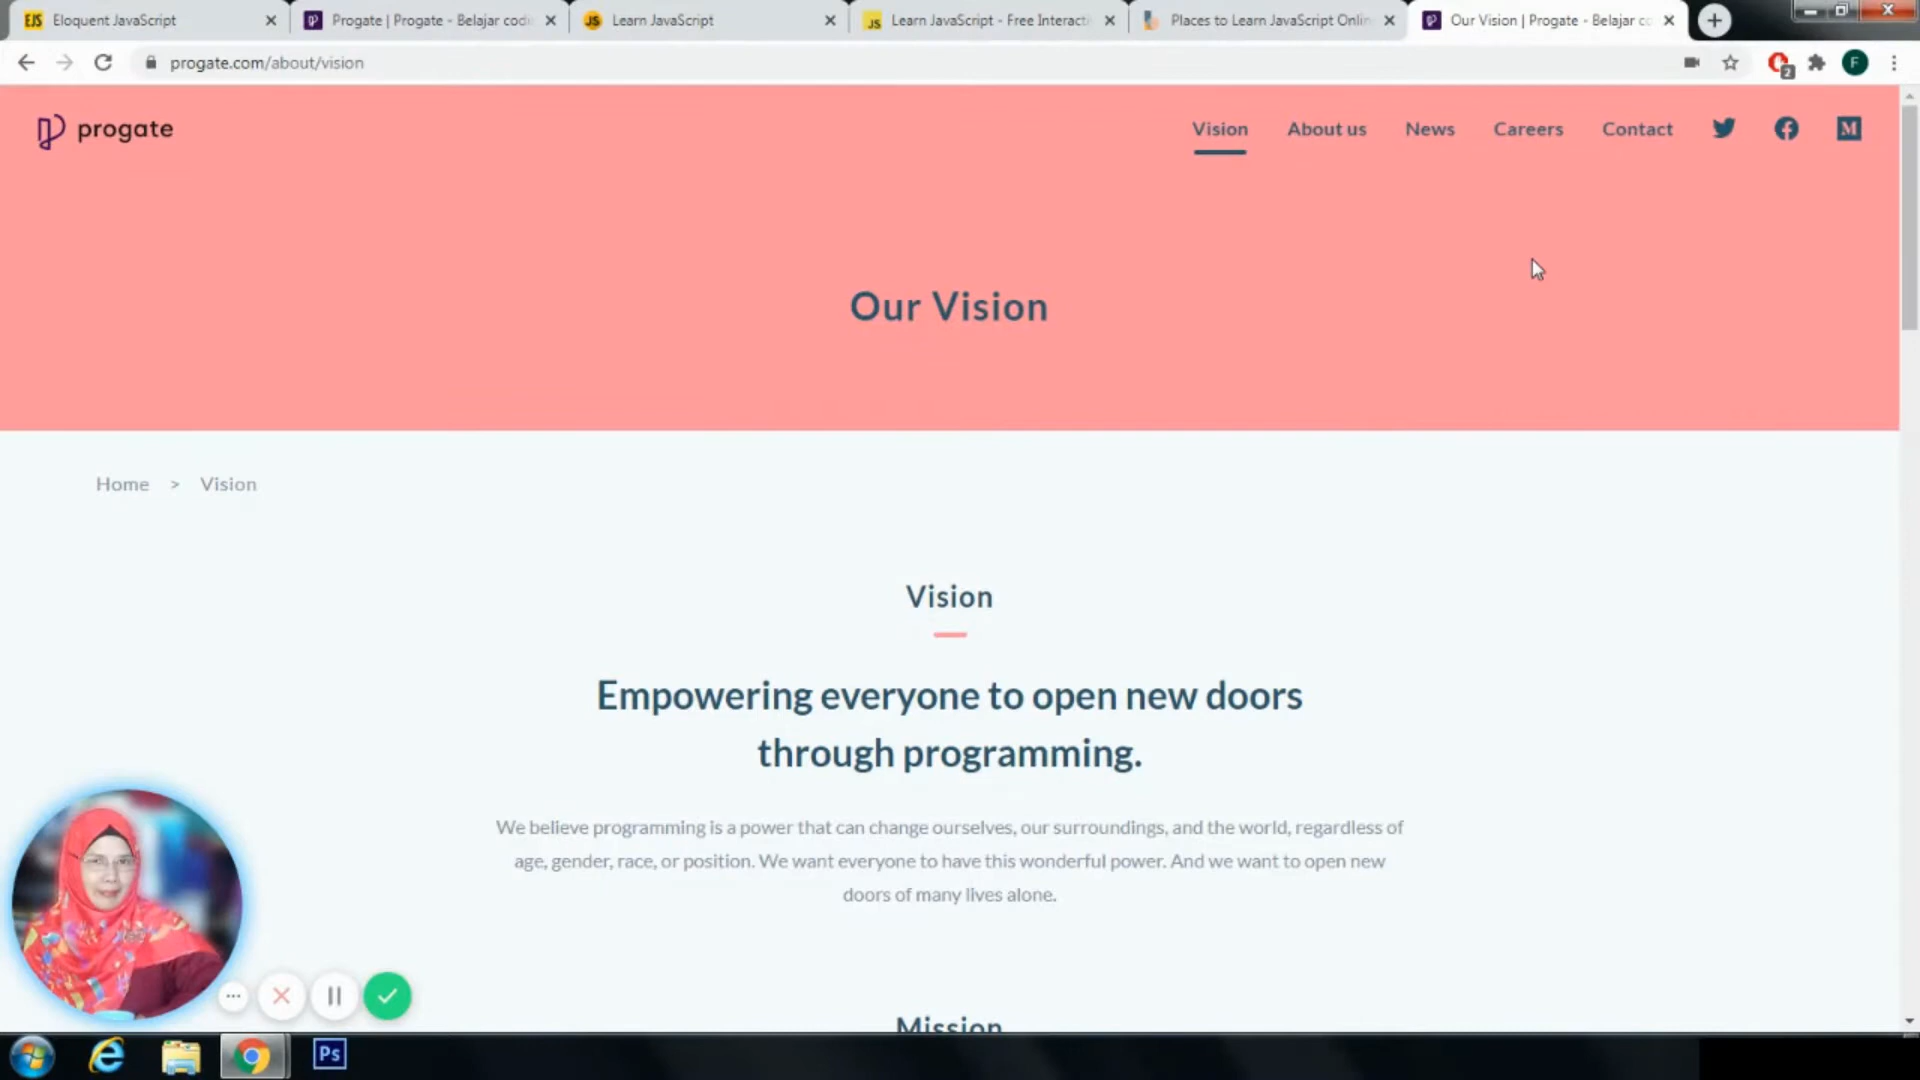 Eloquent JavaScript
Progate | Progate - Belajar codi
Learn JavaScript
Learn JavaScript - Free Interacti
Places to Learn JavaScript Onlin
Our Vision | Progate - Belajar co
progate.com/about/vision
2
F
progate
Vision
About us
News
Careers
Contact
Our Vision
Home > Vision
Vision
Empowering everyone to open new doors
through programming.
We believe programming is a power that can change ourselves, our surroundings, and the world, regardless of
age, gender, race, or position. We want everyone to have this wonderful power. And we want to open new
doors of many lives alone.
Mission
Ps